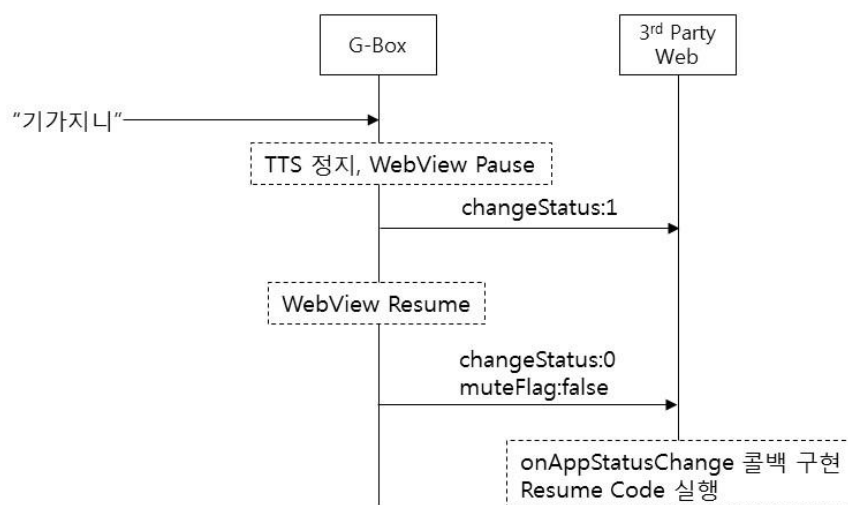 G-Box
3rd Party
Web
"기가지니"
TTS 정지, WebView Pause
changeStatus:1
WebView Resume
changeStatus:0
muteFlag:false
onAppStatusChange 콜백 구현
Resume Code 실행